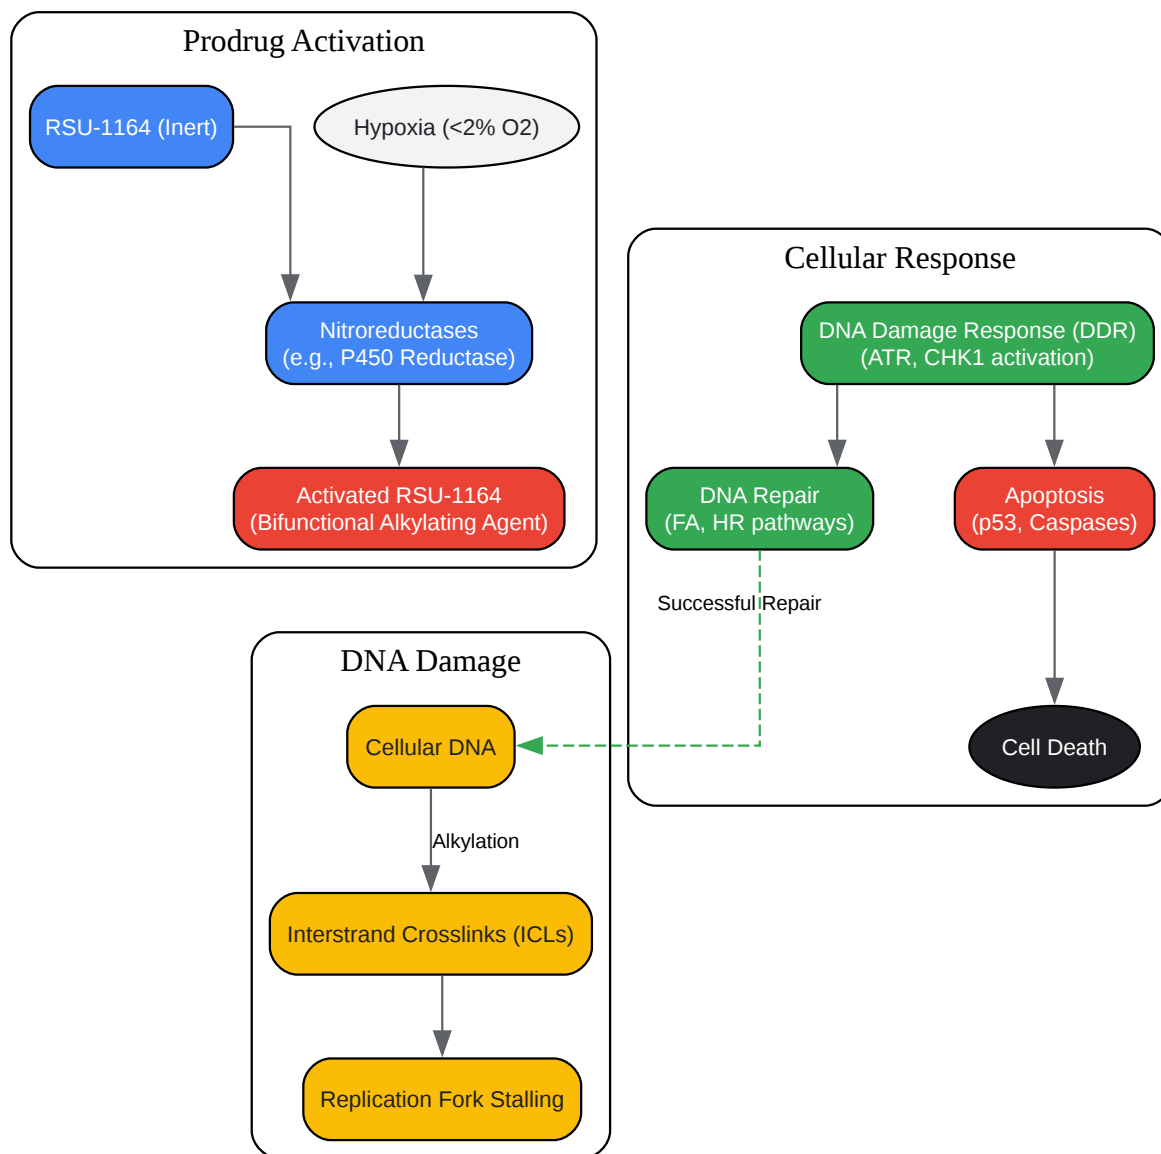 Prodrug Activation
RSU-1164 (Inert)
Hypoxia (<2% O2)
Nitroreductases
(e.g., P450 Reductase)
Activated RSU-1164
(Bifunctional Alkylating Agent)
Cellular Response
DNA Damage Response (DDR)
(ATR, CHK1 activation)
DNA Repair
(FA, HR pathways)
Apoptosis
(p53, Caspases)
Successful Repair
Cell Death
DNA Damage
Cellular DNA
Alkylation
Interstrand Crosslinks (ICLs)
Replication Fork Stalling